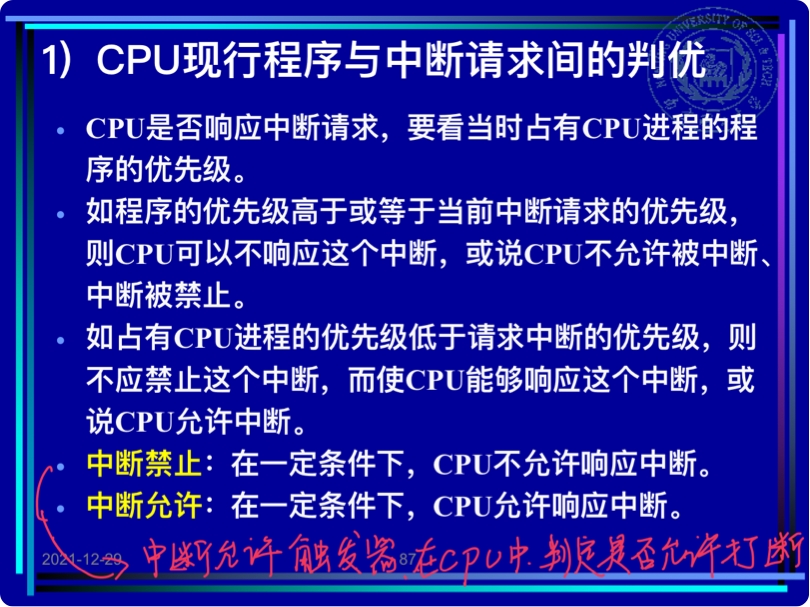 UNIVERSITY OF SCI & TECH
1）CPU现行程序与中断请求间的判优
• CPU是否响应中断请求，要看当时占有CPU进程的程
序的优先级。
• 如程序的优先级高于或等于当前中断请求的优先级，
则CPU可以不响应这个中断，或说CPU不允许被中断、
中断被禁止。
• 如占有CPU进程的优先级低于请求中断的优先级，则
不应禁止这个中断，而使CPU能够响应这个中断，或
说CPU允许中断。
• 中断禁止：在一定条件下，CPU不允许响应中断。
• 中断允许：在一定条件下，CPU允许响应中断。
2021-12-29
87
中断允许触发器.在CPU中.判定是否允许打断